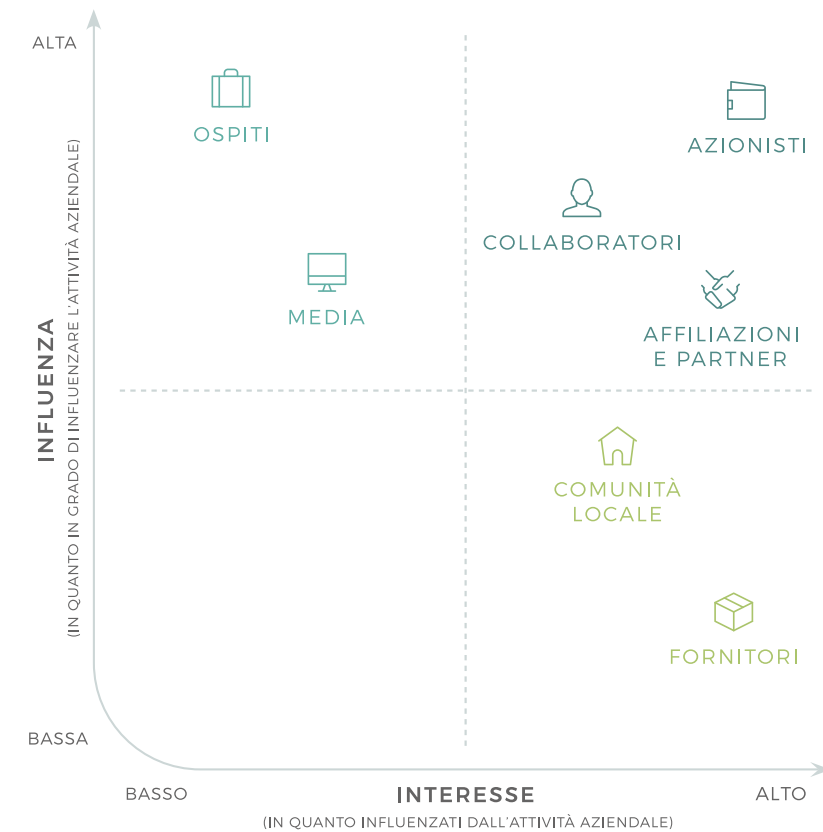 ALTA
OSPITI
AZIONISTI
COLLABORATORI
MEDIA
AFFILIAZIONI
E PARTNER
INFLUENZA
(IN QUANTO IN GRADO DI INFLUENZARE L'ATTIVITÀ AZIENDALE)
COMUNITÀ
LOCALE
FORNITORI
BASSA
BASSO
INTERESSE
ALTO
(IN QUANTO INFLUENZATI DALL'ATTIVITÀ AZIENDALE)